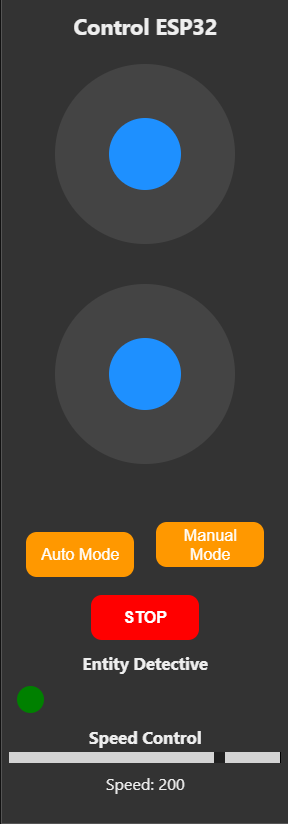 Control ESP32
Auto Mode
Manual
Mode
STOP
Entity Detective
Speed Control
Speed: 200